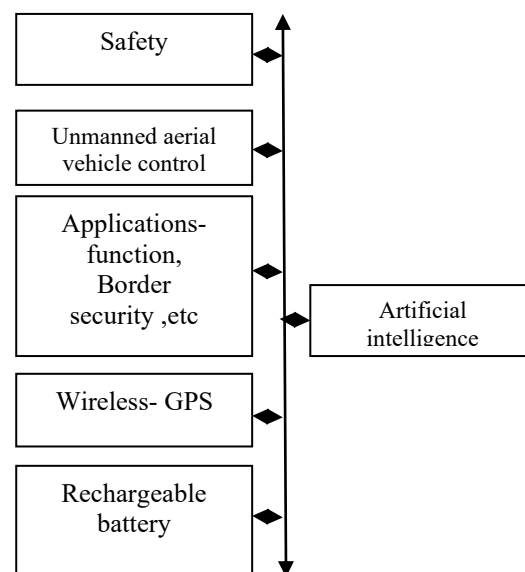 Safety
Unmanned aerial
vehicle control
Applications-
function,
Border
security ,etc
Artificial
intelligence
Wireless- GPS
Rechargeable
battery